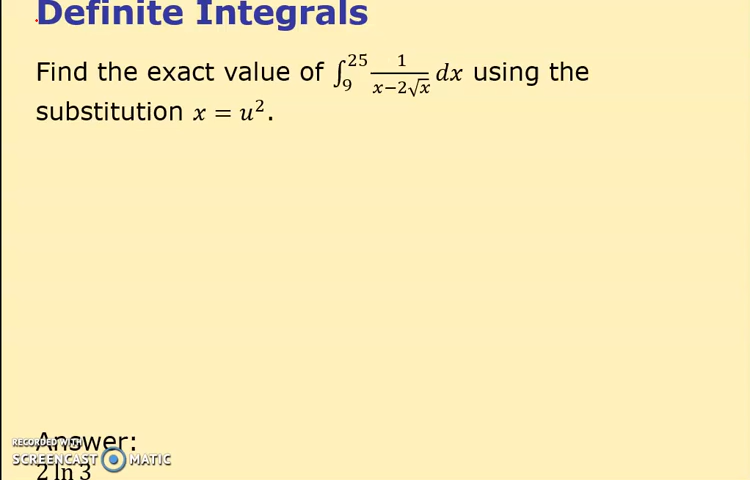 Definite Integrals
Find the exact value of ∫₉²⁵ 1/(x−2√x) dx using the
substitution x = u².
Answer:
RECORDED WITH
SCREENCAST MATIC
2 ln 3